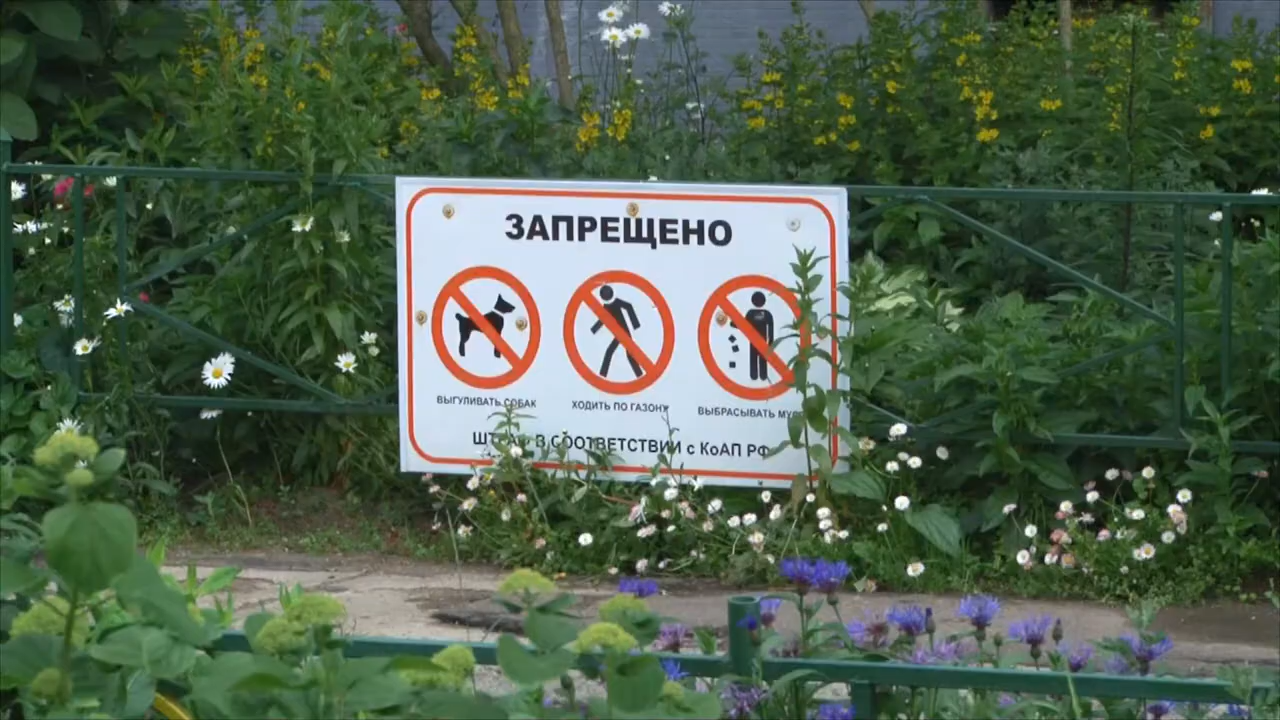 ЗАПРЕЩЕНО
ВЫГУЛИВАТЬ СОБАК
ХОДИТЬ ПО ГАЗОНУ
ВЫБРАСЫВАТЬ
В СООТВЕТСТВИИ с КоАП РФ